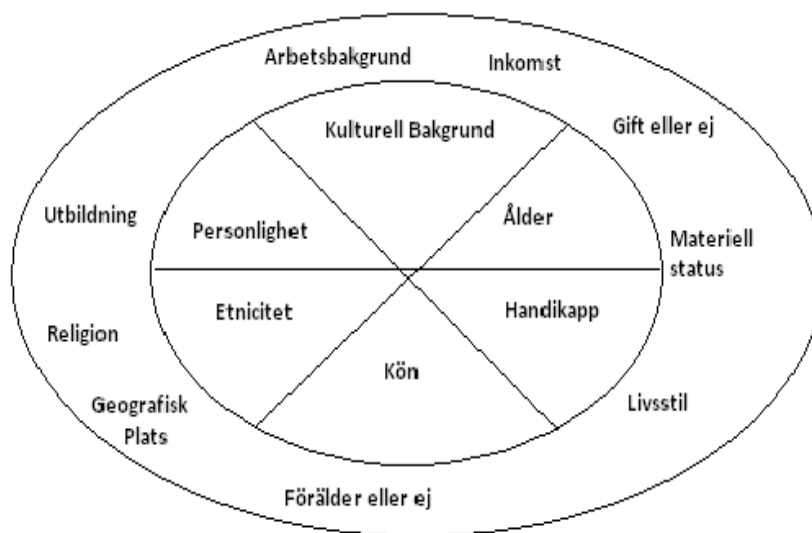 Arbetsbakgrund
Inkomst
Kulturell Bakgrund
Gift eller ej
Utbildning
Personlighet
Ålder
Materiell
status
Etnicitet
Handikapp
Religion
Kön
Geografisk
Plats
Livsstil
Förälder eller ej